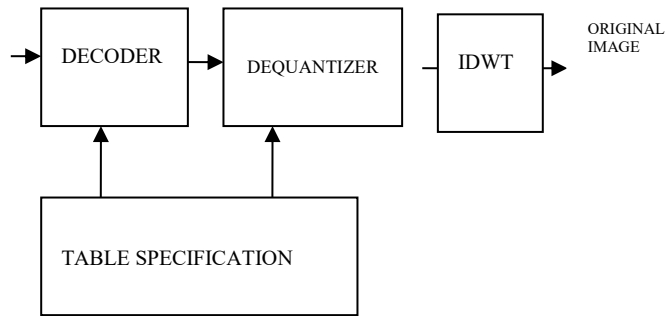 DECODER
DEQUANTIZER
IDWT
ORIGINAL
IMAGE
TABLE SPECIFICATION